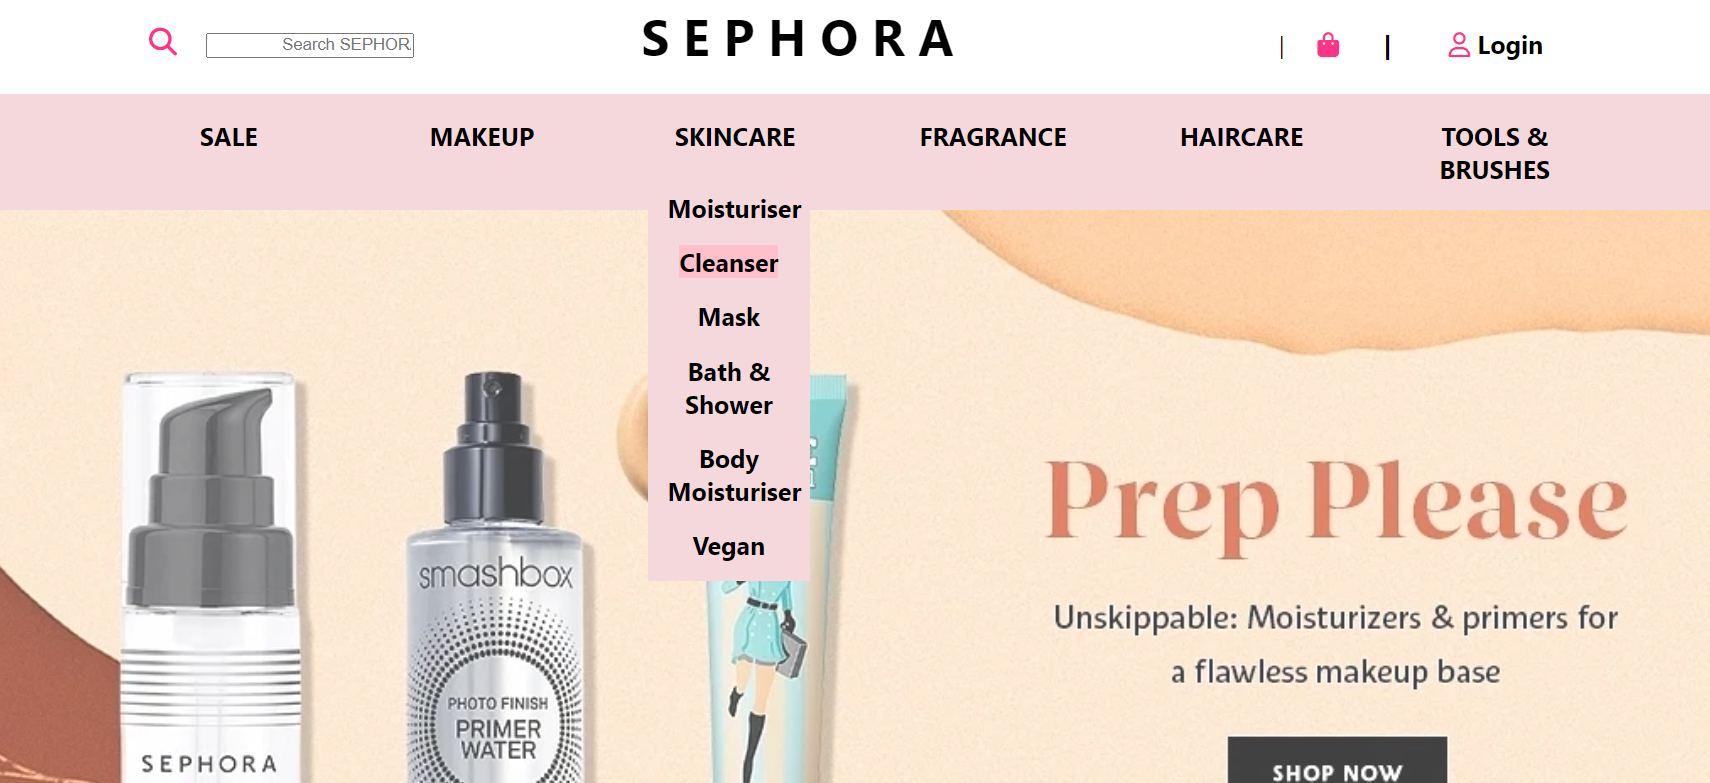 Search SEPHOR
SEPHORA
|
|
Login
SALE
MAKEUP
SKINCARE
FRAGRANCE
HAIRCARE
TOOLS &
BRUSHES
Moisturiser
Cleanser
Mask
Bath &
Shower
Body
Moisturiser
Vegan
smashbox
PHOTO FINISH
PRIMER
WATER
SEPHORA
Prep Please
Unskippable: Moisturizers & primers for
a flawless makeup base
SHOP NOW